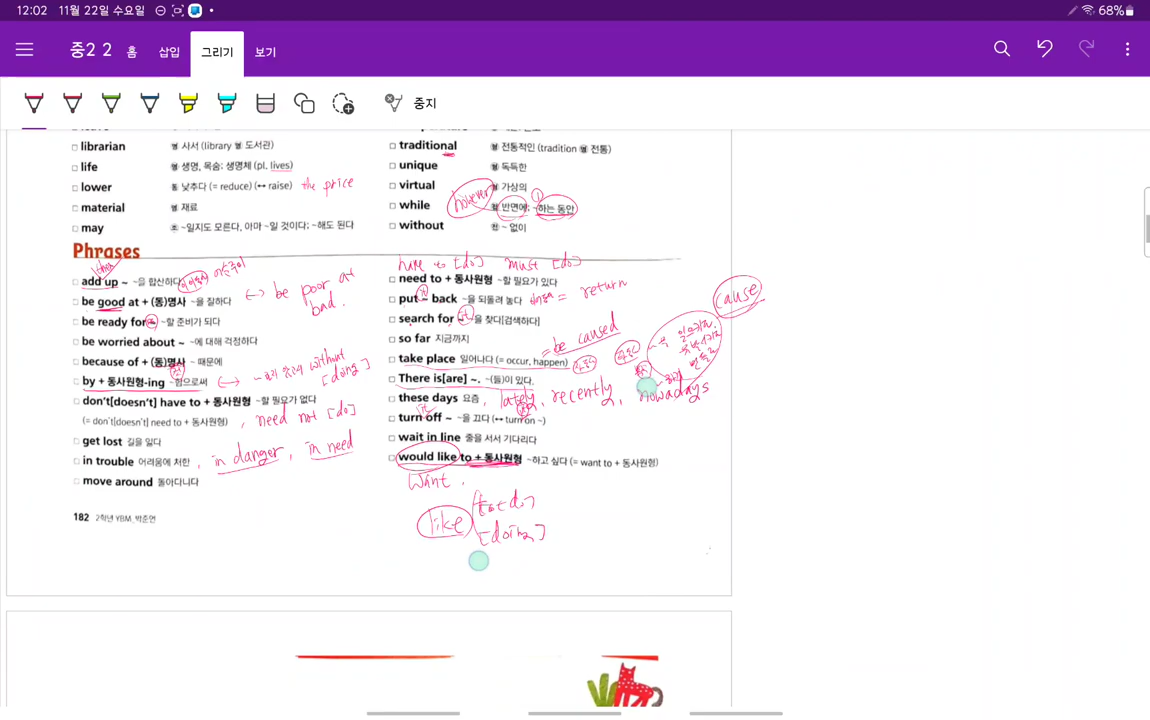 12:02 11월 22일 수요일 68%
중2 2 홈 삽입 그리기 보기
중지
librarian 명 사서 (library 명 도서관)
life 명 생명, 목숨; 생명체 (pl. lives)
lower 동 낮추다 (= reduce) (↔ raise) the price
material 명 재료
may 조 ~일지도 모른다, 아마 ~일 것이다; ~해도 된다
traditional 형 전통적인 (tradition 명 전통)
unique 형 독특한
virtual 형 가상의
while 접 반면에; ~하는 동안 however ①
without 전 ~ 없이
Phrases
add up ~ ~을 합산하다
be good at + (동)명사 ~을 잘하다 ↔ be poor at
bad.
be ready for ~ ~할 준비가 되다
be worried about ~ ~에 대해 걱정하다
because of + (동)명사 ~ 때문에
by + 동사원형-ing ~함으로써 ↔ without [doing]
don't[doesn't] have to + 동사원형 ~할 필요가 없다
(= don't[doesn't] need to + 동사원형), need not [do]
get lost 길을 잃다
in trouble 어려움에 처한, in danger, in need
move around 돌아다니다
have to [do] must [do]
need to + 동사원형 ~할 필요가 있다
put ~ back ~을 되돌려 놓다 = return
search for ~ ~을 찾다[검색하다]
so far 지금까지
take place 일어나다 (= occur, happen) = be caused
cause
There is[are] ~. ~(들)이 있다.
these days 요즘, lately, recently, nowadays
turn off ~ ~을 끄다 (↔ turn on ~)
wait in line 줄을 서서 기다리다
would like to + 동사원형 ~하고 싶다 (= want to + 동사원형)
want.
like [to do]
[doing]
182 2학년 YBM_박준언